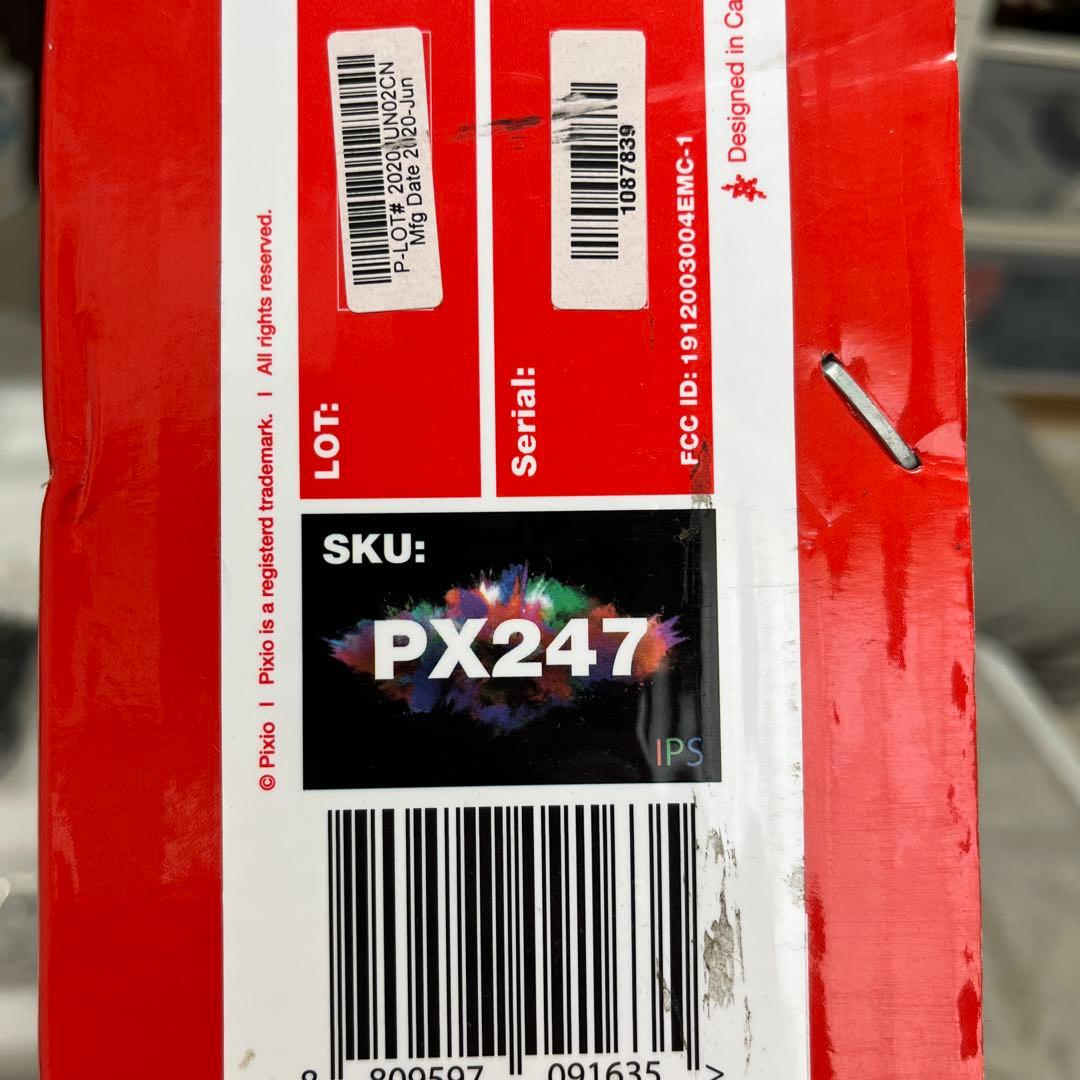 P-LOT# 2020JUN02CN
Mfg Date 2020-Jun
LOT:
1087839
Serial:
FCC ID: 1912003004EMC-1
Designed in Ca
© Pixio I Pixio is a registerd trademark. I All rights reserved.
SKU:
PX247
IPS
8 809597 091635 >